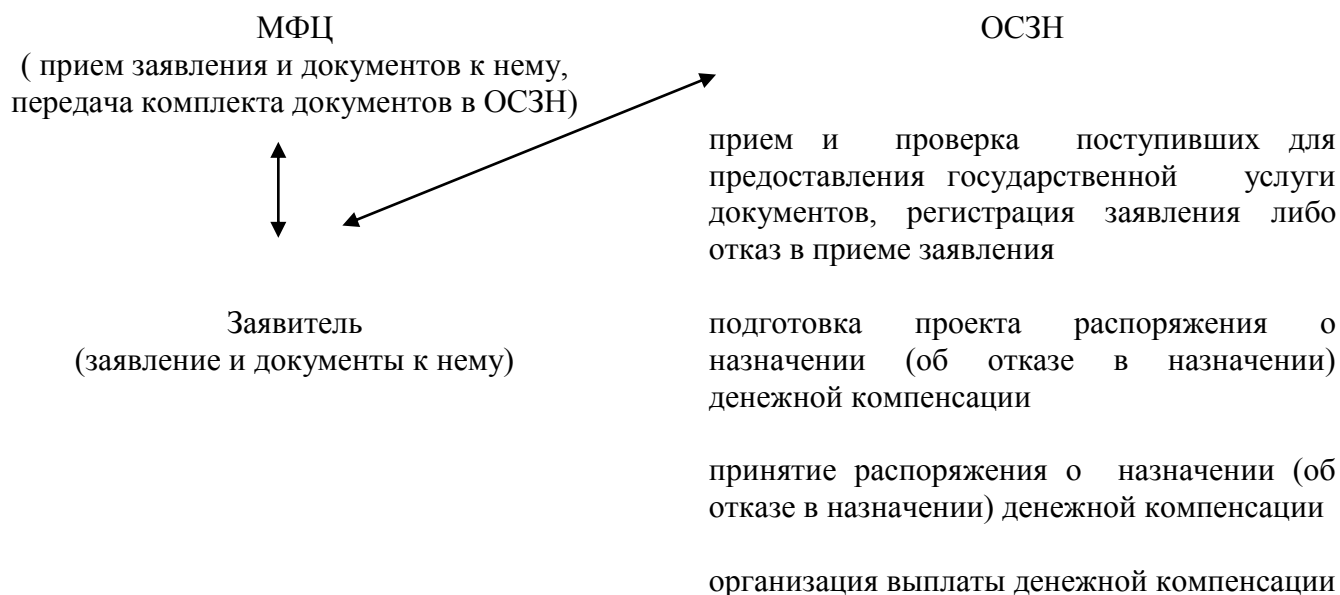 МФЦ
( прием заявления и документов к нему,
передача комплекта документов в ОСЗН)
Заявитель
(заявление и документы к нему)
ОСЗН
прием и проверка поступивших для
предоставления государственной услуги
документов, регистрация заявления либо
отказ в приеме заявления
подготовка проекта распоряжения о
назначении (об отказе в назначении)
денежной компенсации
принятие распоряжения о назначении (об
отказе в назначении) денежной компенсации
организация выплаты денежной компенсации